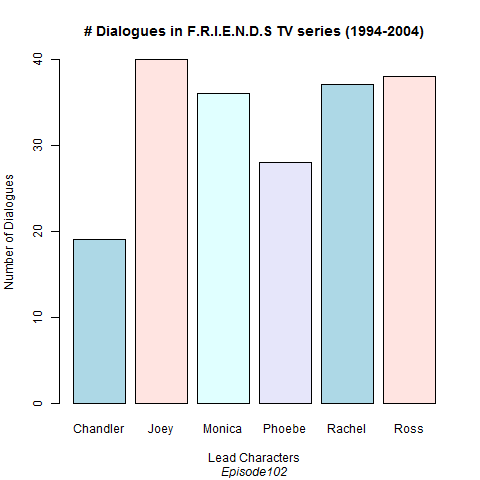 # Dialogues in F.R.I.E.N.D.S TV series (1994-2004)
Number of Dialogues
40
30
20
10
0
Chandler Joey Monica Phoebe Rachel Ross
Lead Characters
Episode102